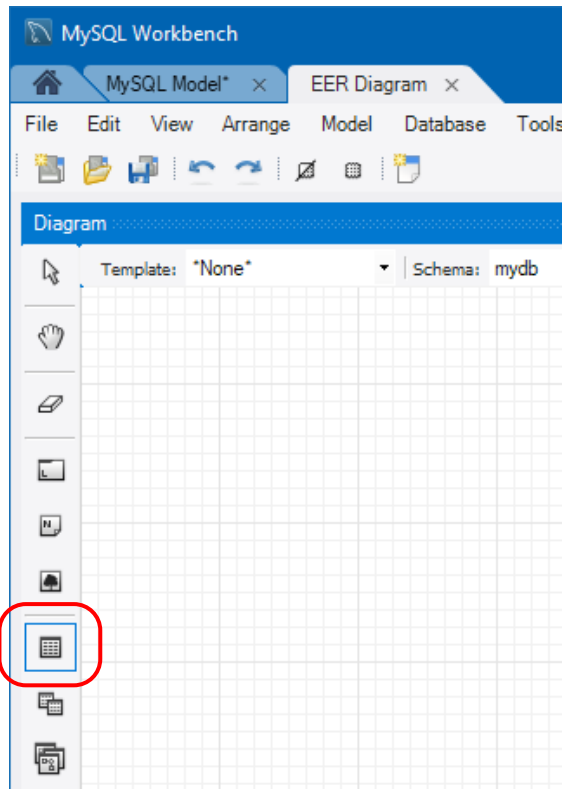 MySQL Workbench
MySQL Model* × EER Diagram ×
File Edit View Arrange Model Database Tools
Diagram
Template: *None* Schema: mydb
L
N